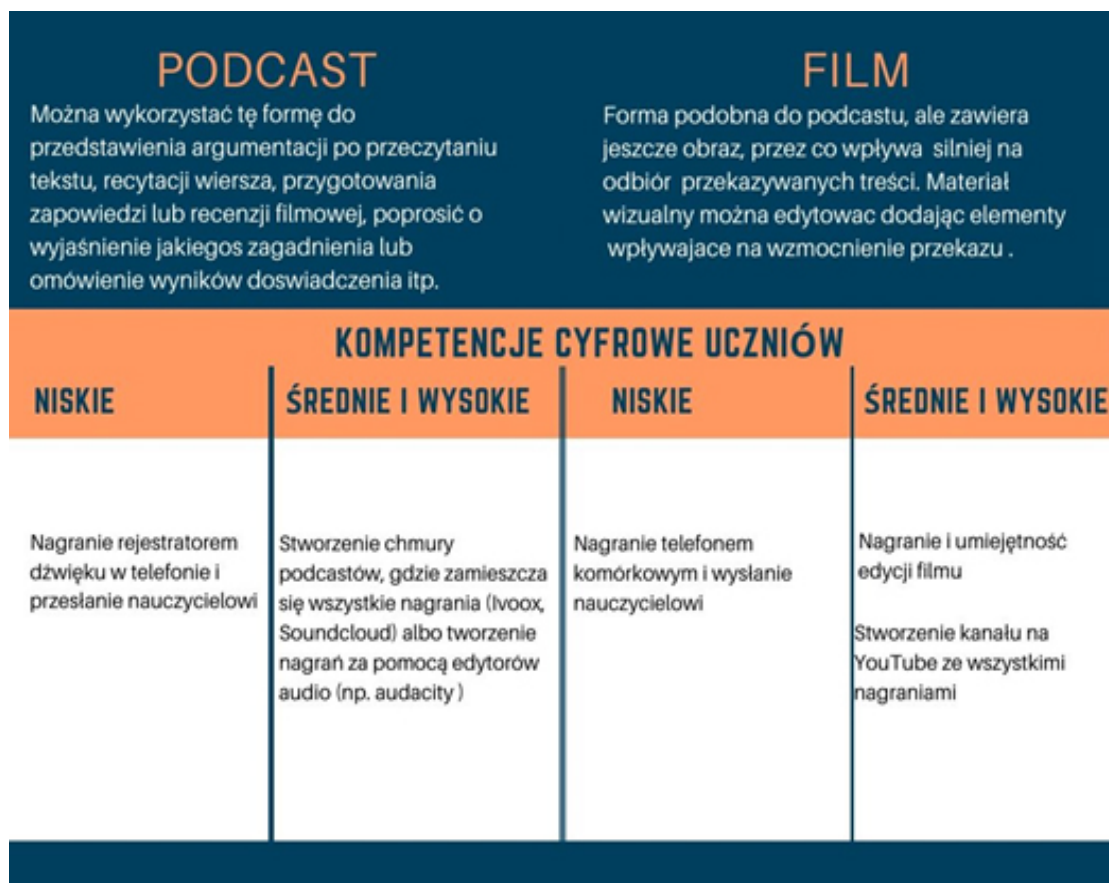 PODCAST
Można wykorzystać tę formę do
przedstawienia argumentacji po przeczytaniu
tekstu, recytacji wiersza, przygotowania
zapowiedzi lub recenzji filmowej, poprosić o
wyjaśnienie jakiegos zagadnienia lub
omówienie wyników doswiadczenia itp.
FILM
Forma podobna do podcastu, ale zawiera
jeszcze obraz, przez co wpływa silniej na
odbiór przekazywanych treści. Materiał
wizualny można edytowac dodając elementy
wpływajace na wzmocnienie przekazu .
KOMPETENCJE CYFROWE UCZNIÓW
NISKIE
ŚREDNIE I WYSOKIE
NISKIE
ŚREDNIE I WYSOKIE
Nagranie rejestratorem
dźwięku w telefonie i
przesłanie nauczycielowi
Stworzenie chmury
podcastów, gdzie zamieszcza
się wszystkie nagrania (Ivoox,
Soundcloud) albo tworzenie
nagrań za pomocą edytorów
audio (np. audacity )
Nagranie telefonem
komórkowym i wysłanie
nauczycielowi
Nagranie i umiejętność
edycji filmu
Stworzenie kanału na
YouTube ze wszystkimi
nagraniami